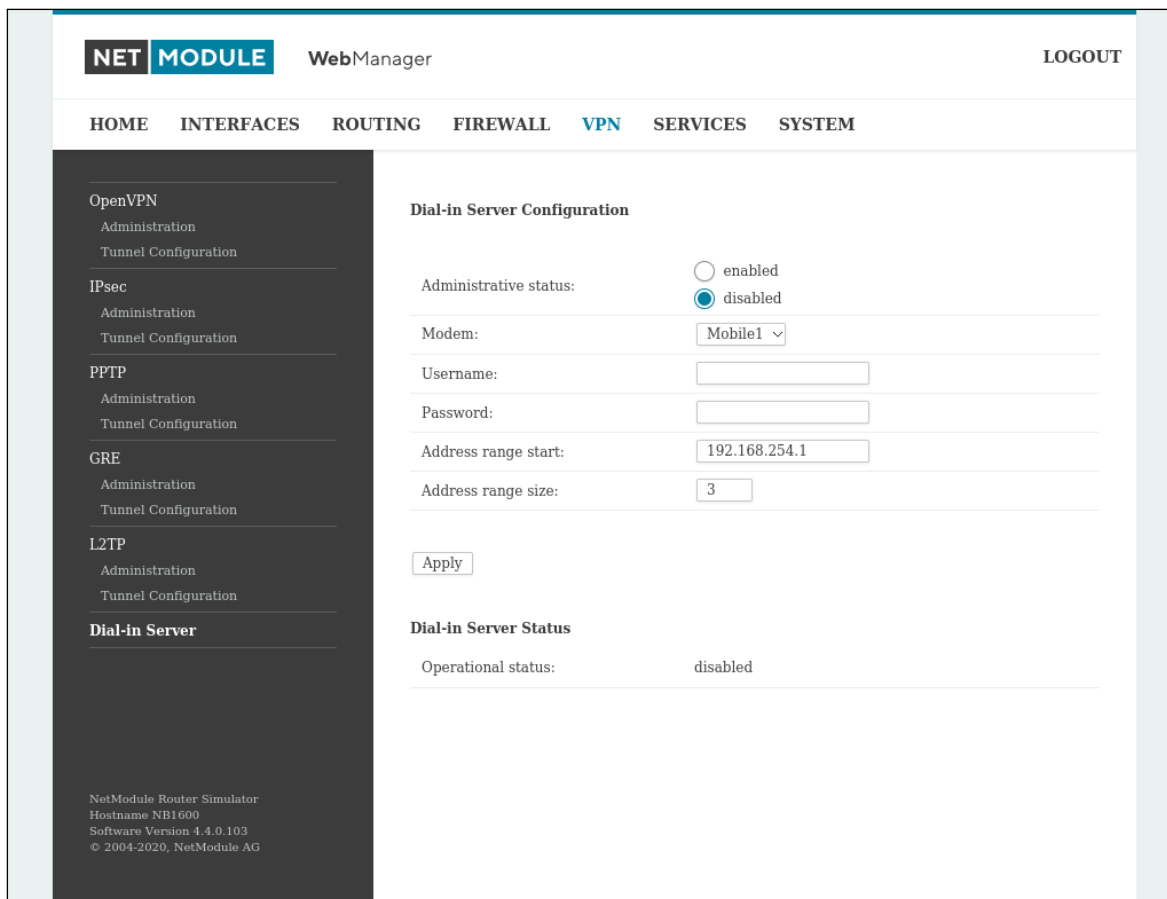 NET MODULE WebManager LOGOUT
HOME INTERFACES ROUTING FIREWALL VPN SERVICES SYSTEM
OpenVPN
Administration
Tunnel Configuration
IPsec
Administration
Tunnel Configuration
PPTP
Administration
Tunnel Configuration
GRE
Administration
Tunnel Configuration
L2TP
Administration
Tunnel Configuration
Dial-in Server
NetModule Router Simulator
Hostname NB1600
Software Version 4.4.0.103
© 2004-2020, NetModule AG
Dial-in Server Configuration
Administrative status:
enabled
disabled
Modem: Mobile1
Username:
Password:
Address range start: 192.168.254.1
Address range size: 3
Apply
Dial-in Server Status
Operational status: disabled